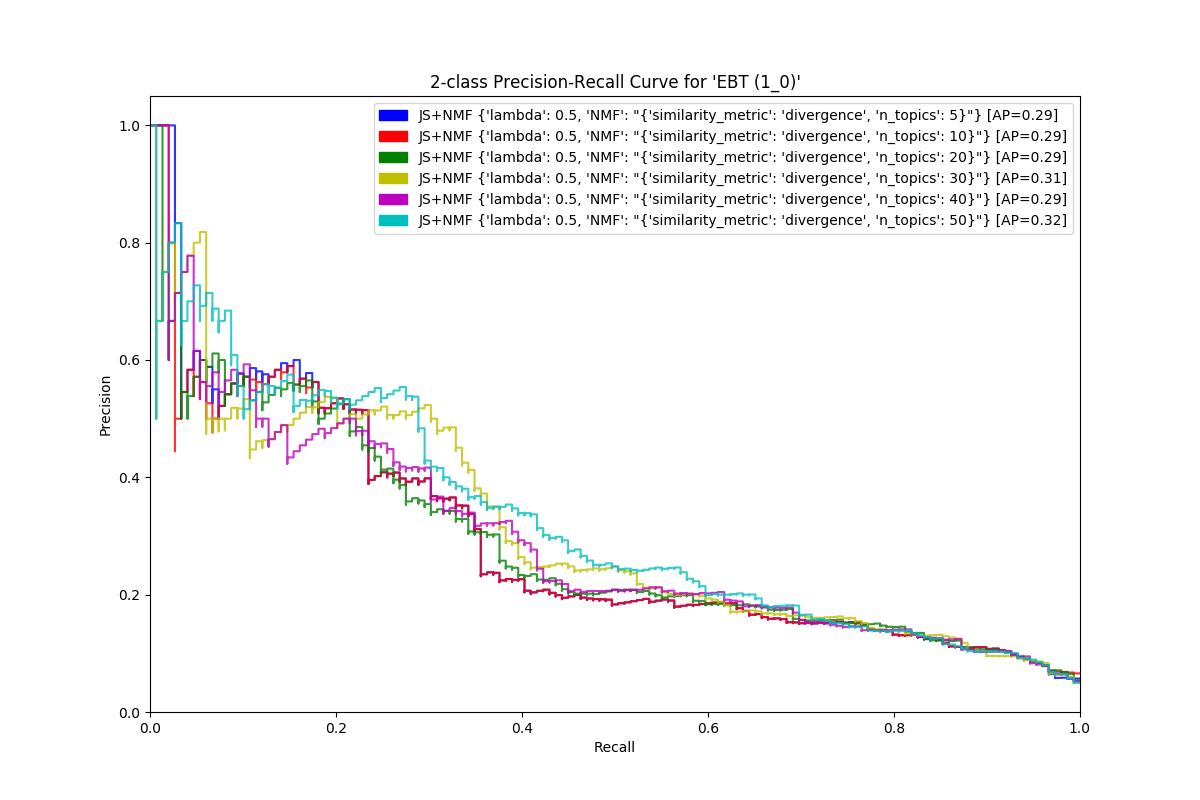 2-class Precision-Recall Curve for 'EBT (1_0)'
JS+NMF {'lambda': 0.5, 'NMF': "{'similarity_metric': 'divergence', 'n_topics': 5}"} [AP=0.29]
JS+NMF {'lambda': 0.5, 'NMF': "{'similarity_metric': 'divergence', 'n_topics': 10}"} [AP=0.29]
JS+NMF {'lambda': 0.5, 'NMF': "{'similarity_metric': 'divergence', 'n_topics': 20}"} [AP=0.29]
JS+NMF {'lambda': 0.5, 'NMF': "{'similarity_metric': 'divergence', 'n_topics': 30}"} [AP=0.31]
JS+NMF {'lambda': 0.5, 'NMF': "{'similarity_metric': 'divergence', 'n_topics': 40}"} [AP=0.29]
JS+NMF {'lambda': 0.5, 'NMF': "{'similarity_metric': 'divergence', 'n_topics': 50}"} [AP=0.32]
Precision
1.0
0.8
0.6
0.4
0.2
0.0
0.0 0.2 0.4 0.6 0.8 1.0
Recall